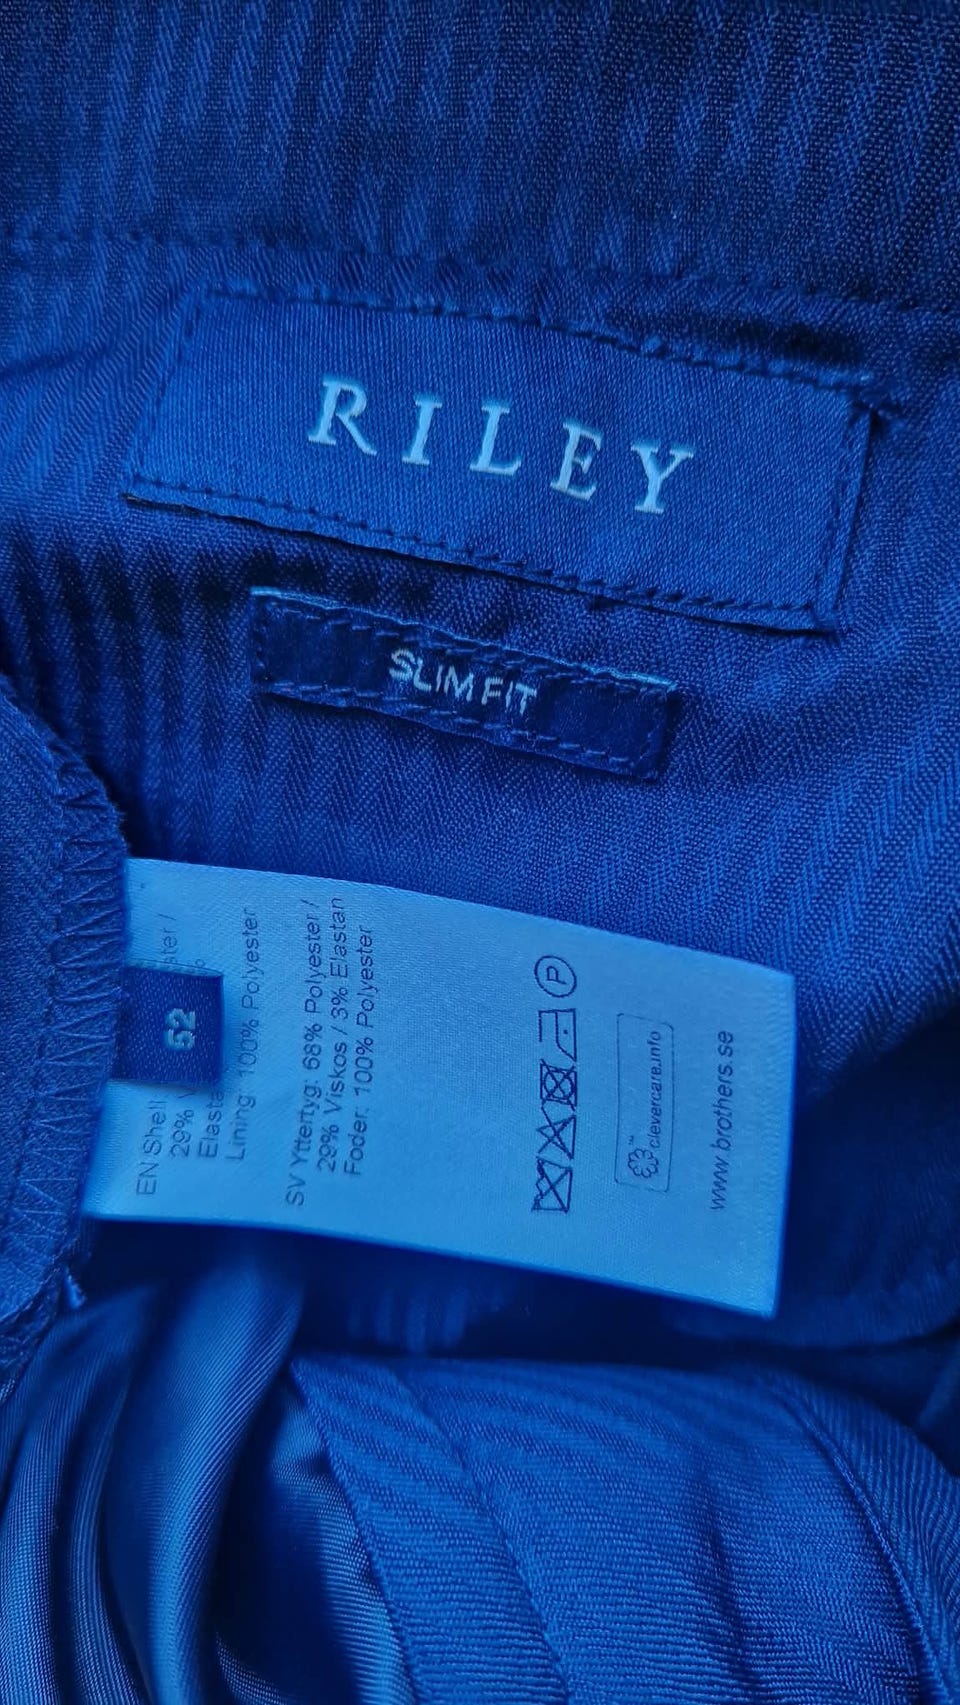 RILEY
SLIM FIT
52
EN Shell
29%
Elasta
Lining: 100% Polyester
SV Yttertyg: 68% Polyester /
29% Viskos / 3% Elastan
Foder: 100% Polyester
P
clevercare.info
www.brothers.se